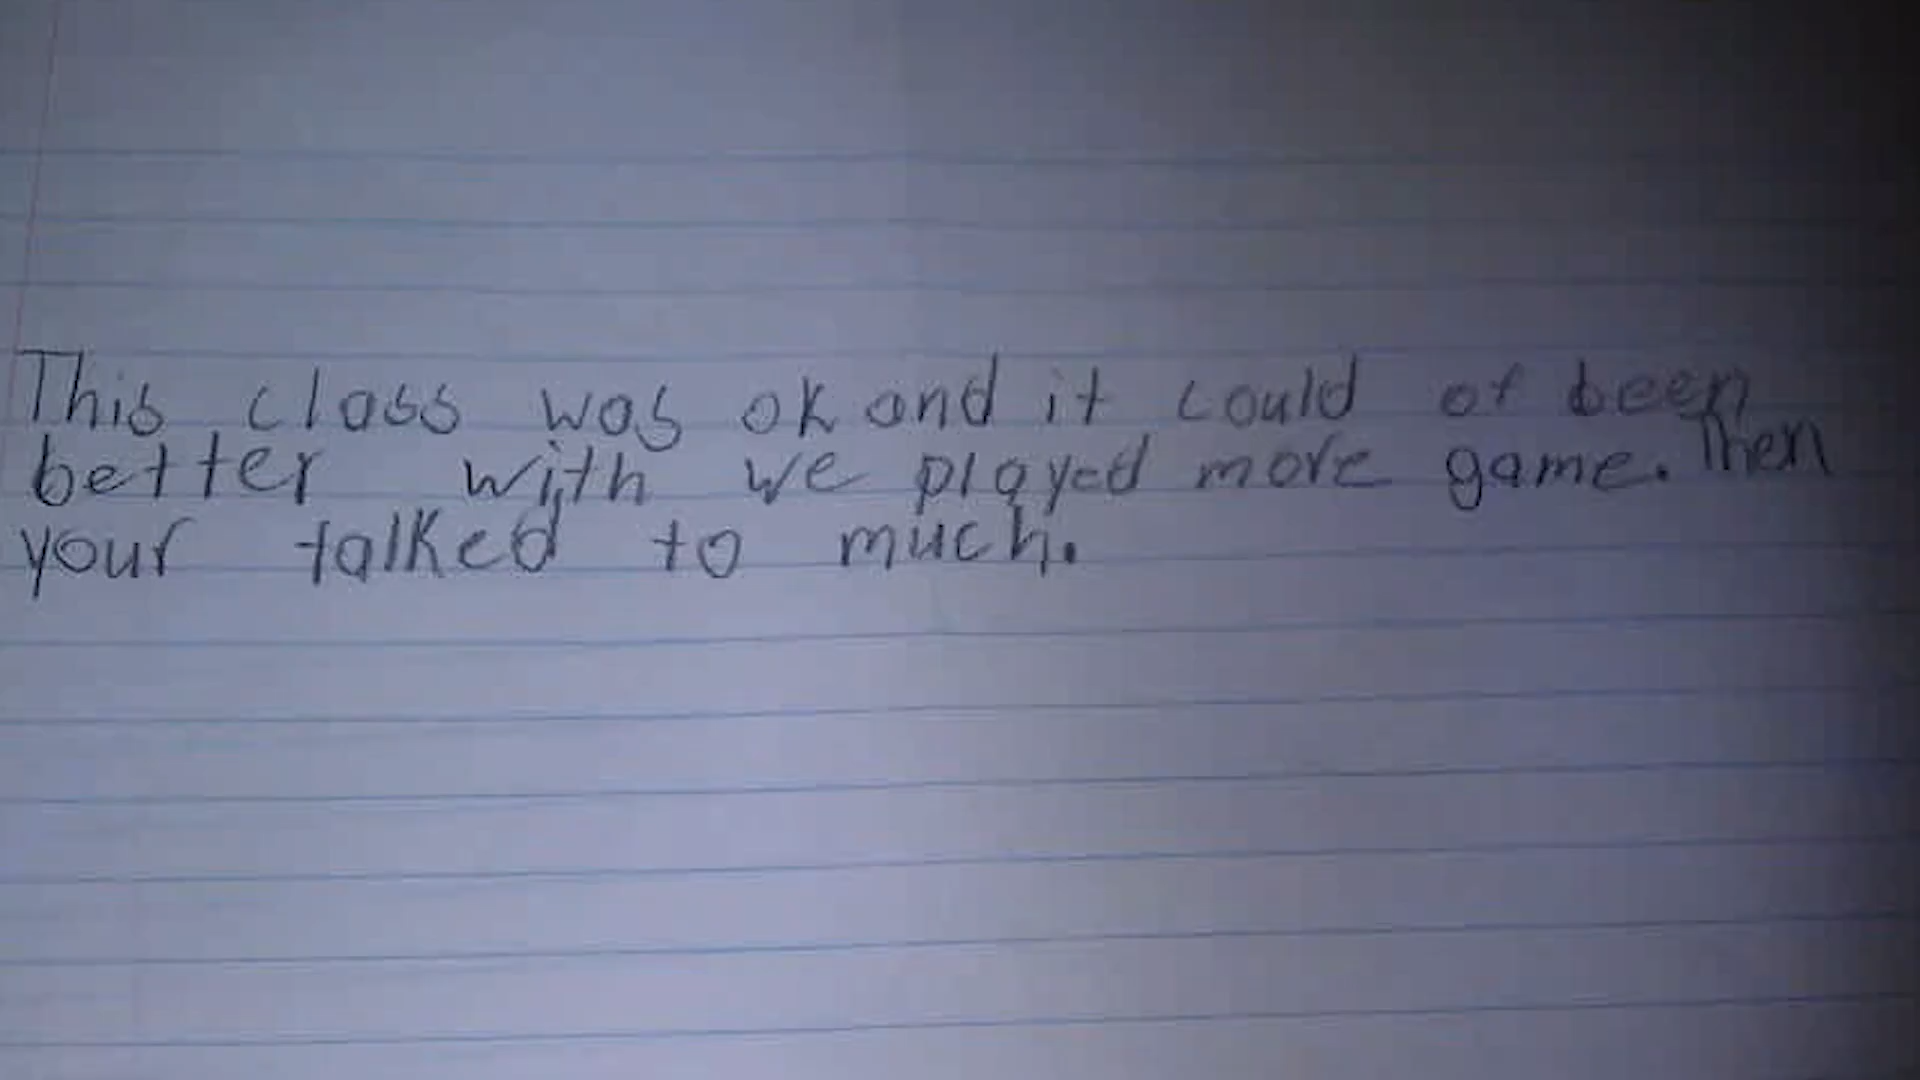 This class was ok and it could of been
better with we played more game. Then
your talked to much.